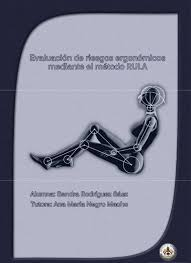 Evaluación de riesgos ergonómicos
mediante el método RULA
Alumna: Sandra Rodríguez Sáez
Tutora: Ana María Negro Macho